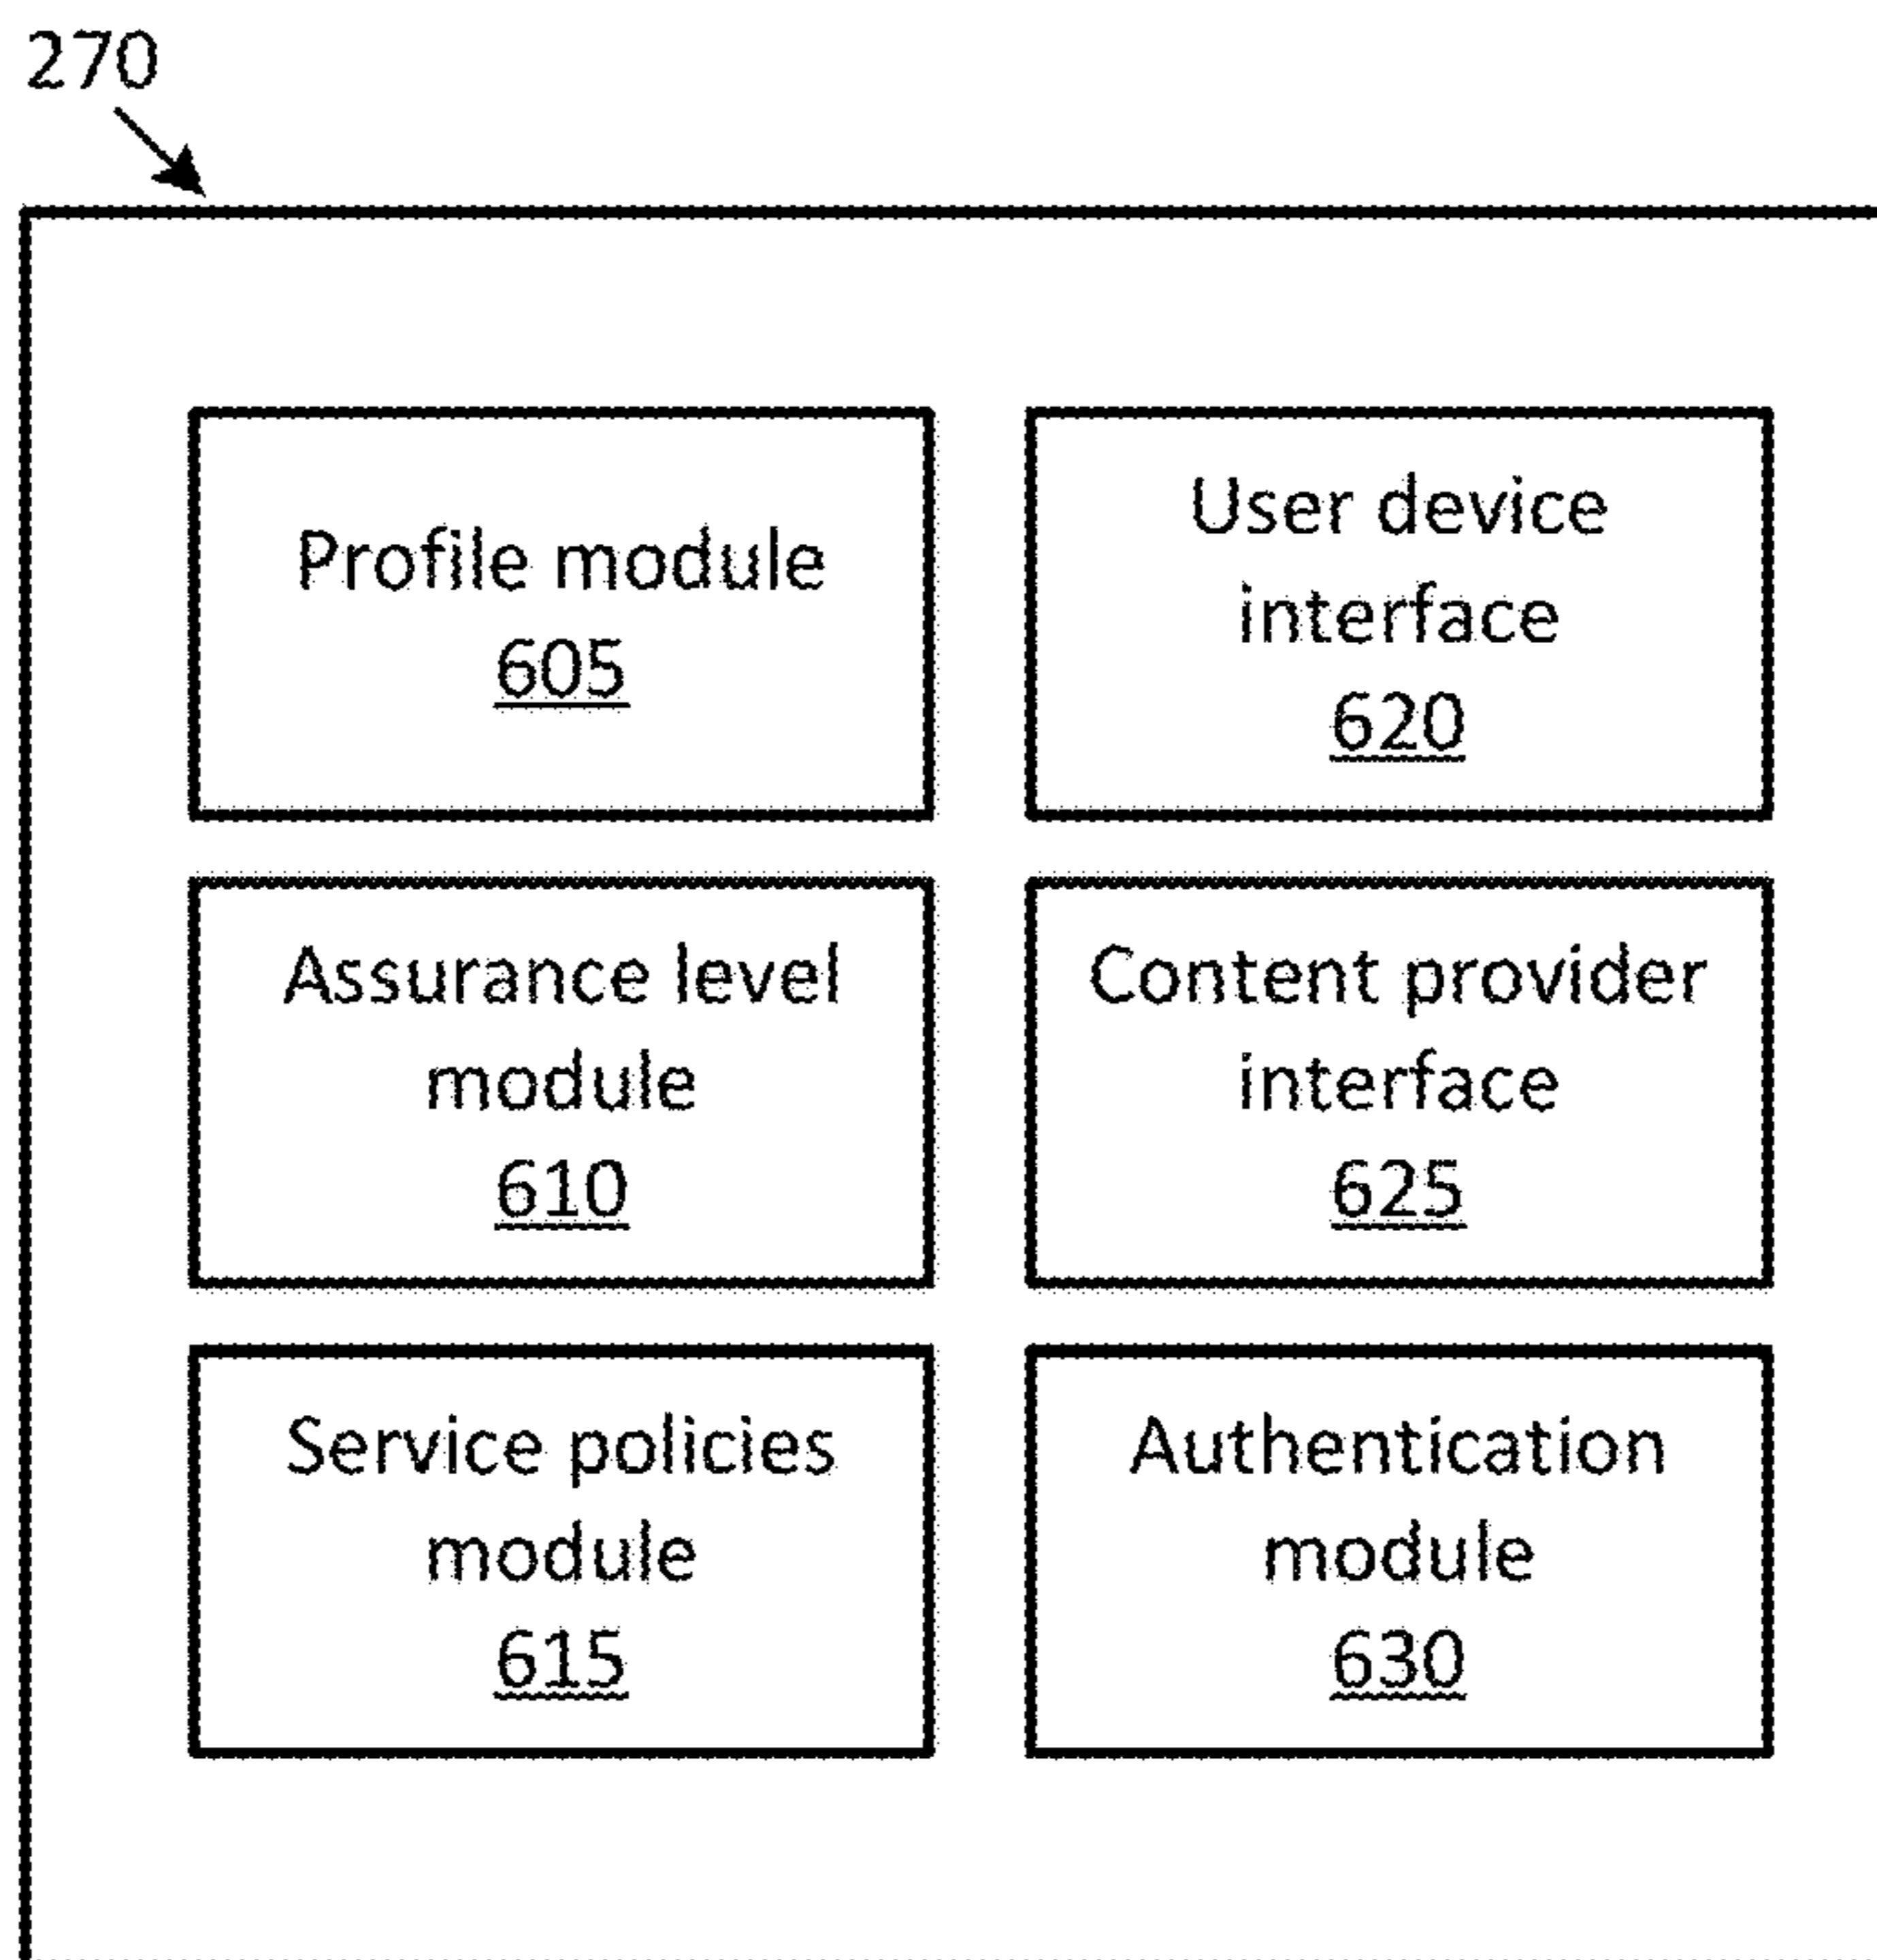 270
Profile module
605
User device
interface
620
Assurance level
module
610
Content provider
interface
625
Service policies
module
615
Authentication
module
630